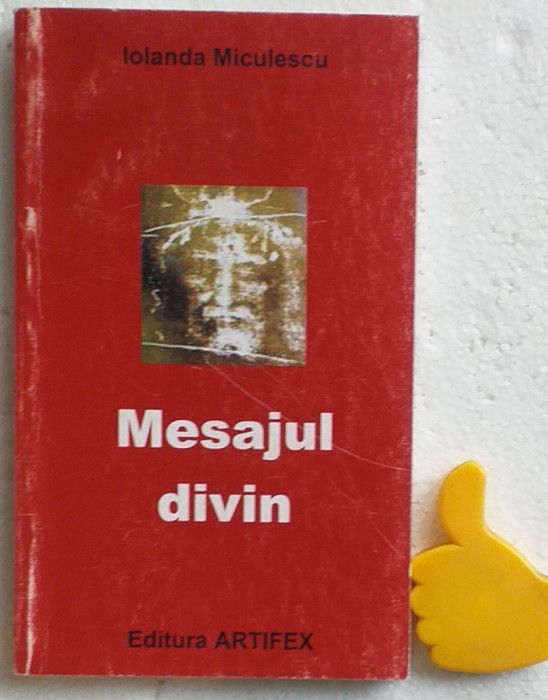 Iolanda Miculescu
Mesajul
divin
Editura ARTIFEX